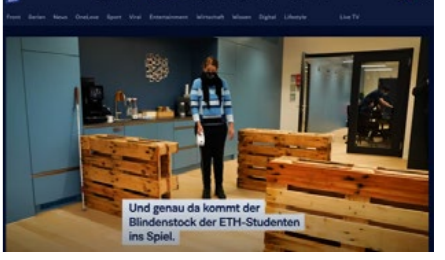 Front Serien News OneLove Sport Viral Entertainment Wirtschaft Wissen Digital Lifestyle Live TV
Und genau da kommt der
Blindenstock der ETH-Studenten
ins Spiel.